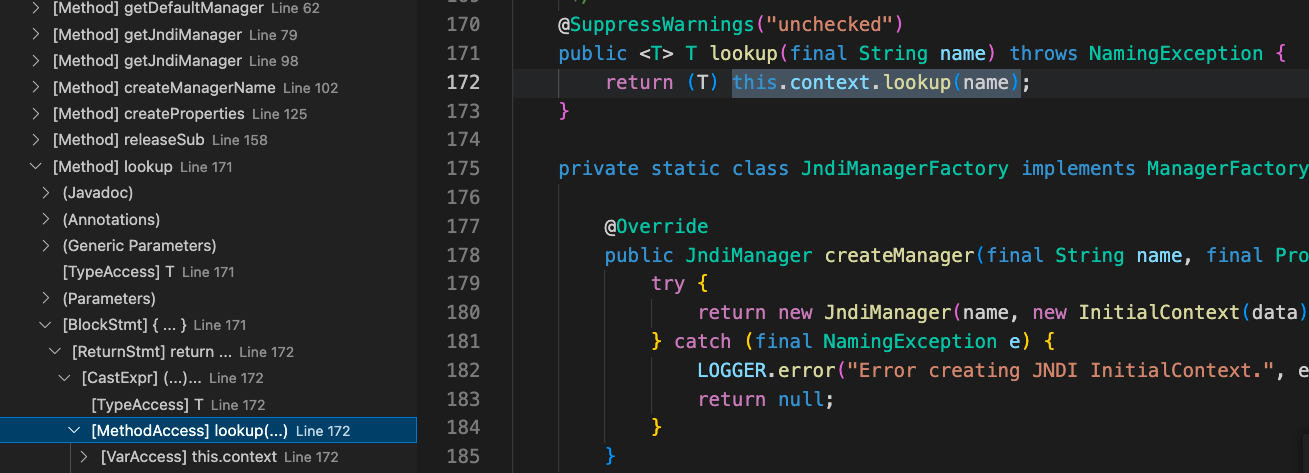 [Method] getDefaultManager Line 62
[Method] getJndiManager Line 79
[Method] getJndiManager Line 98
[Method] createManagerName Line 102
[Method] createProperties Line 125
[Method] releaseSub Line 158
[Method] lookup Line 171
(Javadoc)
(Annotations)
(Generic Parameters)
[TypeAccess] T Line 171
(Parameters)
[BlockStmt] { ... } Line 171
[ReturnStmt] return ... Line 172
[CastExpr] (...)... Line 172
[TypeAccess] T Line 172
[MethodAccess] lookup(...) Line 172
[VarAccess] this.context Line 172
170 @SuppressWarnings("unchecked")
171 public <T> T lookup(final String name) throws NamingException {
172 return (T) this.context.lookup(name);
173 }
174
175 private static class JndiManagerFactory implements ManagerFactory
176
177 @Override
178 public JndiManager createManager(final String name, final Pro
179 try {
180 return new JndiManager(name, new InitialContext(data)
181 } catch (final NamingException e) {
182 LOGGER.error("Error creating JNDI InitialContext.", e
183 return null;
184 }
185 }